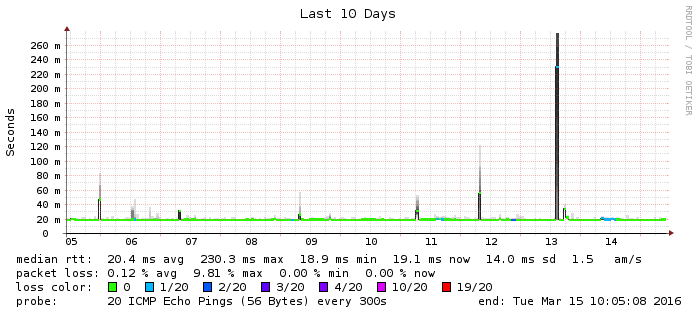 Last 10 Days
RRDTOOL / TOBI OETIKER
Seconds
260 m
240 m
220 m
200 m
180 m
160 m
140 m
120 m
100 m
80 m
60 m
40 m
20 m
0
05 06 07 08 09 10 11 12 13 14
median rtt: 20.4 ms avg 230.3 ms max 18.9 ms min 19.1 ms now 14.0 ms sd 1.5 am/s
packet loss: 0.12 % avg 9.81 % max 0.00 % min 0.00 % now
loss color: 0 1/20 2/20 3/20 4/20 10/20 19/20
probe: 20 ICMP Echo Pings (56 Bytes) every 300s end: Tue Mar 15 10:05:08 2016